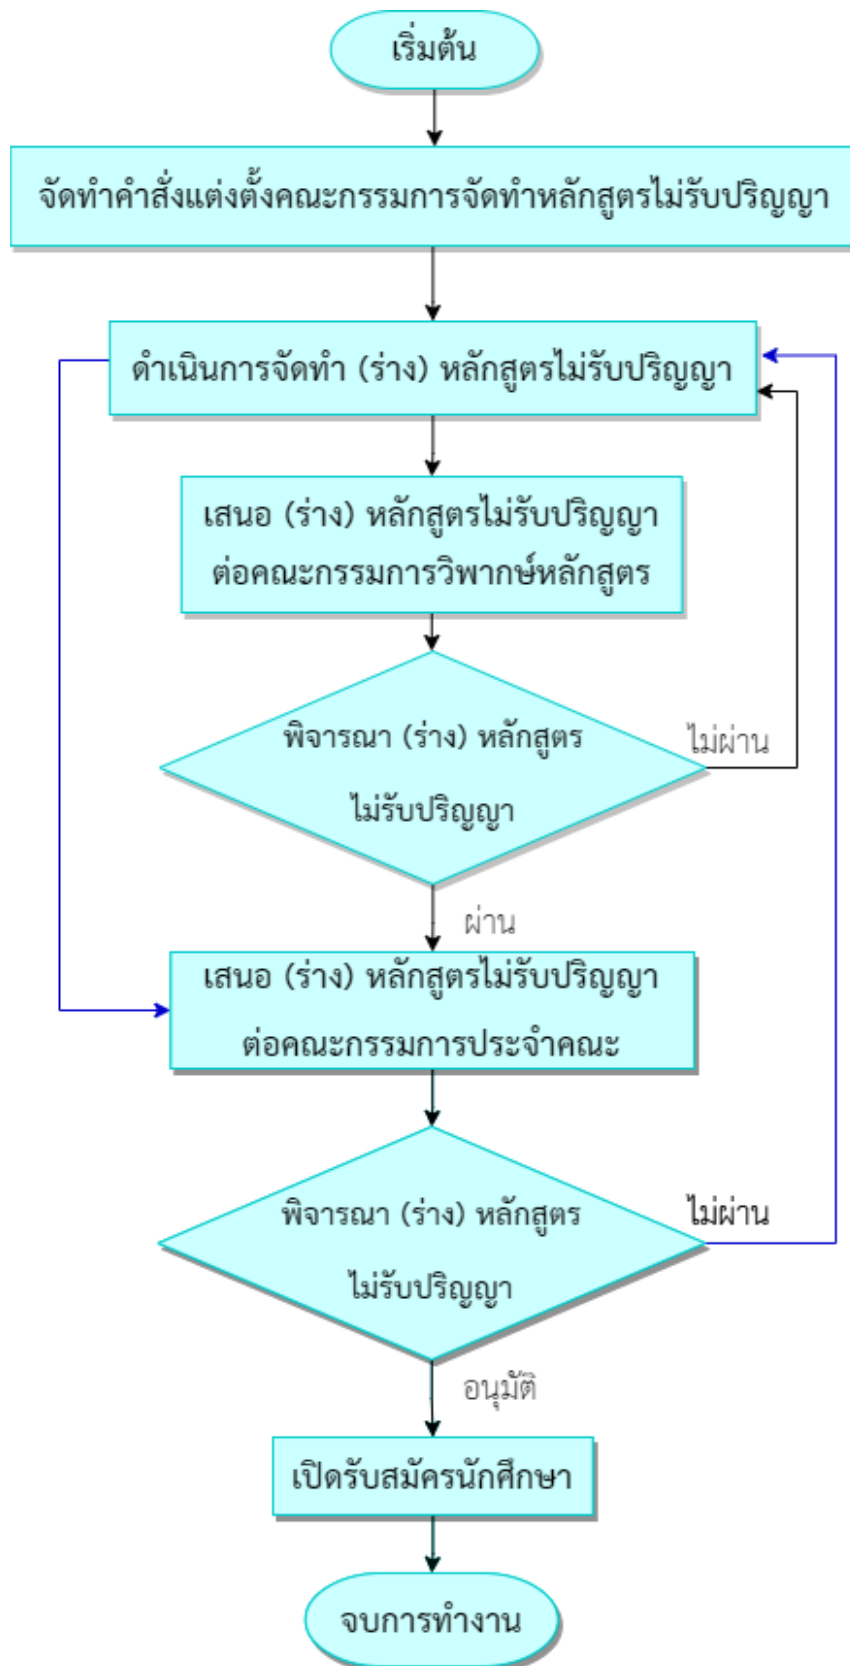 เริ่มต้น
จัดทำคำสั่งแต่งตั้งคณะกรรมการจัดทำหลักสูตรไม่รับปริญญา
ดำเนินการจัดทำ (ร่าง) หลักสูตรไม่รับปริญญา
เสนอ (ร่าง) หลักสูตรไม่รับปริญญา
ต่อคณะกรรมการวิพากษ์หลักสูตร
พิจารณา (ร่าง) หลักสูตร
ไม่ผ่าน
ไม่รับปริญญา
ผ่าน
เสนอ (ร่าง) หลักสูตรไม่รับปริญญา
ต่อคณะกรรมการประจำคณะ
พิจารณา (ร่าง) หลักสูตร
ไม่ผ่าน
ไม่รับปริญญา
อนุมัติ
เปิดรับสมัครนักศึกษา
จบการทำงาน